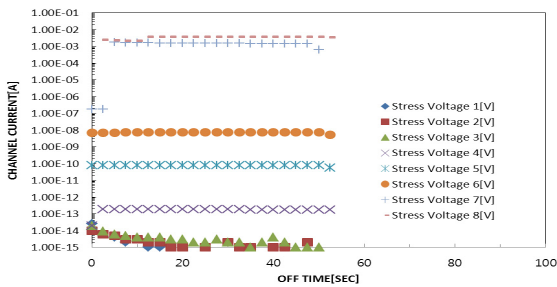 1.00E-01
1.00E-02
1.00E-03
1.00E-04
1.00E-05
1.00E-06
1.00E-07
1.00E-08
1.00E-09
1.00E-10
1.00E-11
1.00E-12
1.00E-13
1.00E-14
1.00E-15
CHANNEL CURRENT[A]
0 20 40 60 80 100
OFF TIME[SEC]
Stress Voltage 1[V]
Stress Voltage 2[V]
Stress Voltage 3[V]
Stress Voltage 4[V]
Stress Voltage 5[V]
Stress Voltage 6[V]
Stress Voltage 7[V]
Stress Voltage 8[V]